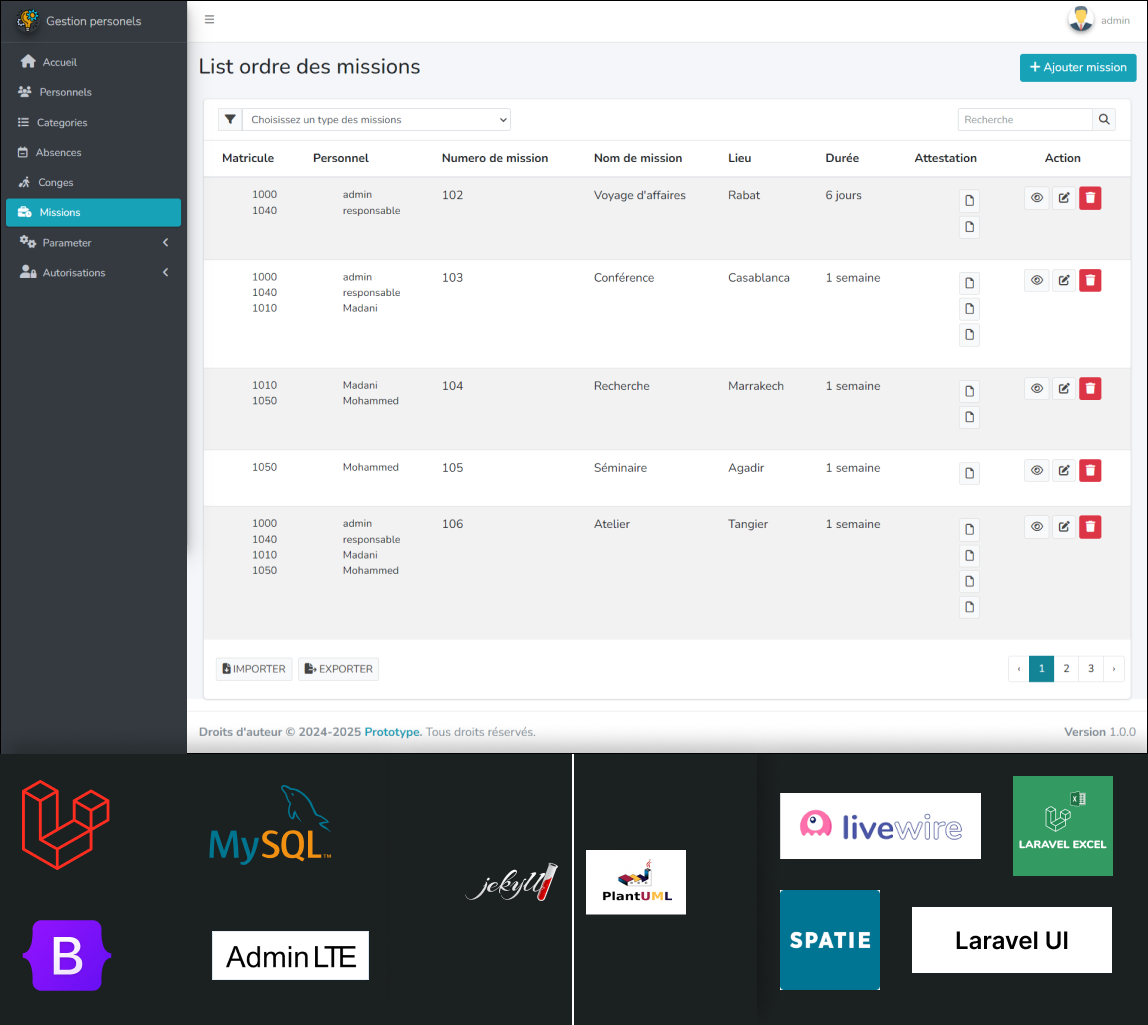 Gestion personels
admin
Accueil
Personnels
Categories
Absences
Conges
Missions
Parameter
Autorisations
List ordre des missions
+ Ajouter mission
Choisissez un type des missions
Recherche
Matricule Personnel Numero de mission Nom de mission Lieu Durée Attestation Action
1000 admin 102 Voyage d'affaires Rabat 6 jours
1040 responsable
1000 admin 103 Conférence Casablanca 1 semaine
1040 responsable
1010 Madani
1010 Madani 104 Recherche Marrakech 1 semaine
1050 Mohammed
1050 Mohammed 105 Séminaire Agadir 1 semaine
1000 admin 106 Atelier Tangier 1 semaine
1040 responsable
1010 Madani
1050 Mohammed
IMPORTER EXPORTER
‹ 1 2 3 ›
Droits d'auteur © 2024-2025 Prototype. Tous droits réservés.
Version 1.0.0
MySQL™
jekyll
B
AdminLTE
PlantUML
livewire
LARAVEL EXCEL
SPATIE
Laravel UI